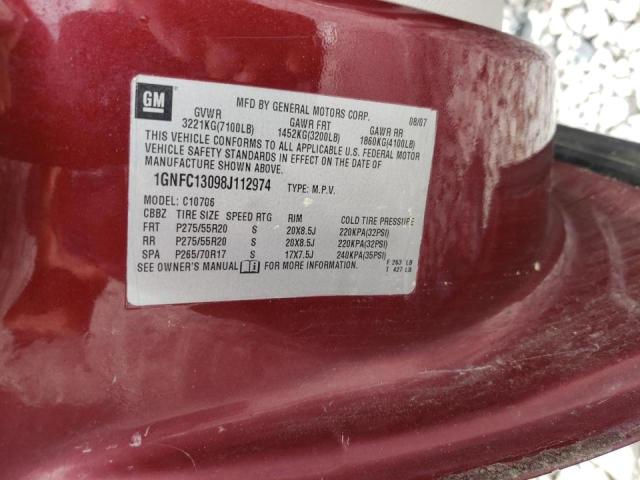 GM
MFD BY GENERAL MOTORS CORP. 08/07
GVWR GAWR FRT GAWR RR
3221KG(7100LB) 1452KG(3200LB) 1860KG(4100LB)
THIS VEHICLE CONFORMS TO ALL APPLICABLE U.S. FEDERAL MOTOR
VEHICLE SAFETY STANDARDS IN EFFECT ON THE DATE OF
MANUFACTURE SHOWN ABOVE.
1GNFC13098J112974 TYPE: M.P.V.
MODEL: C10706
CBBZ TIRE SIZE SPEED RTG RIM COLD TIRE PRESSURE
FRT P275/55R20 S 20X8.5J 220KPA(32PSI)
RR P275/55R20 S 20X8.5J 220KPA(32PSI)
SPA P265/70R17 S 17X7.5J 240KPA(35PSI)
SEE OWNER'S MANUAL FOR MORE INFORMATION.
F 263 LB
T 427 LB